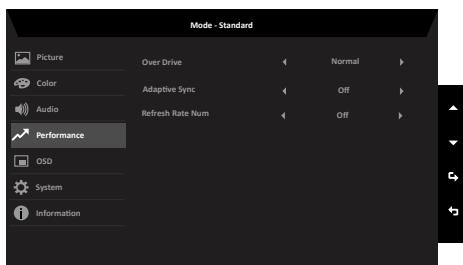 Mode - Standard
Picture
Color
Audio
Performance
OSD
System
Information
Over Drive Normal
Adaptive Sync Off
Refresh Rate Num Off